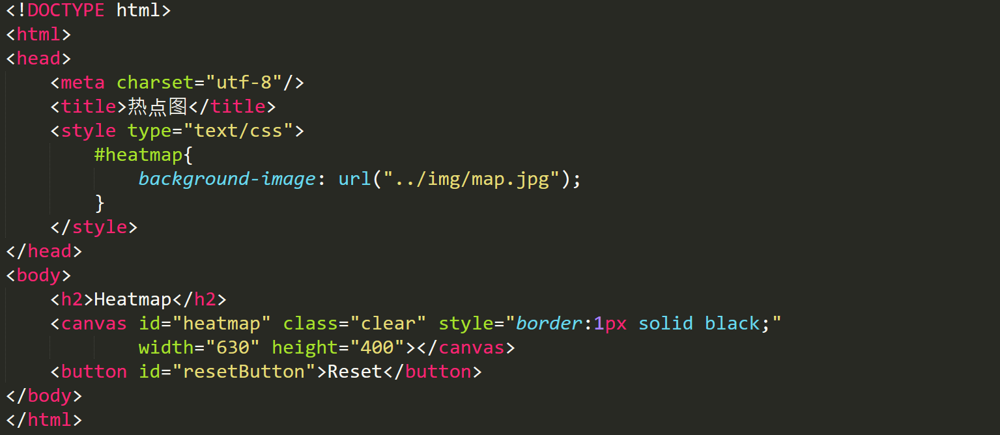 <!DOCTYPE html>
<html>
<head>
    <meta charset="utf-8"/>
    <title>热点图</title>
    <style type="text/css">
        #heatmap{
            background-image: url("../img/map.jpg");
        }
    </style>
</head>
<body>
    <h2>Heatmap</h2>
    <canvas id="heatmap" class="clear" style="border:1px solid black;"
            width="630" height="400"></canvas>
    <button id="resetButton">Reset</button>
</body>
</html>